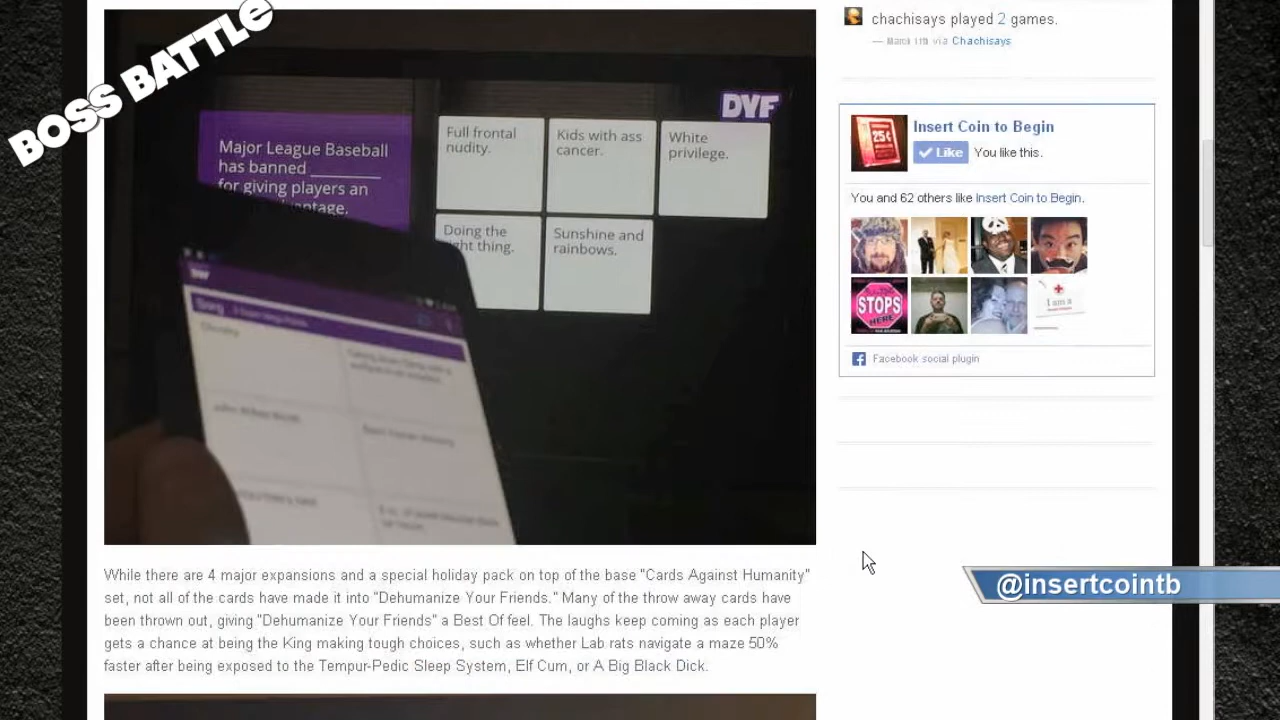 BOSS BATTLE
DYF
Major League Baseball
has banned ________
for giving players an
Full frontal
nudity.
Kids with ass
cancer.
White
privilege.
Doing the
thing.
Sunshine and
rainbows.
chachisays played 2 games.
via Chachisays
25¢
Insert Coin to Begin
Like You like this.
You and 62 others like Insert Coin to Begin.
STOPS
HERE
I am a
Facebook social plugin
While there are 4 major expansions and a special holiday pack on top of the base "Cards Against Humanity"
set, not all of the cards have made it into "Dehumanize Your Friends." Many of the throw away cards have
been thrown out, giving "Dehumanize Your Friends" a Best Of feel. The laughs keep coming as each player
gets a chance at being the King making tough choices, such as whether Lab rats navigate a maze 50%
faster after being exposed to the Tempur-Pedic Sleep System, Elf Cum, or A Big Black Dick.
@insertcointb